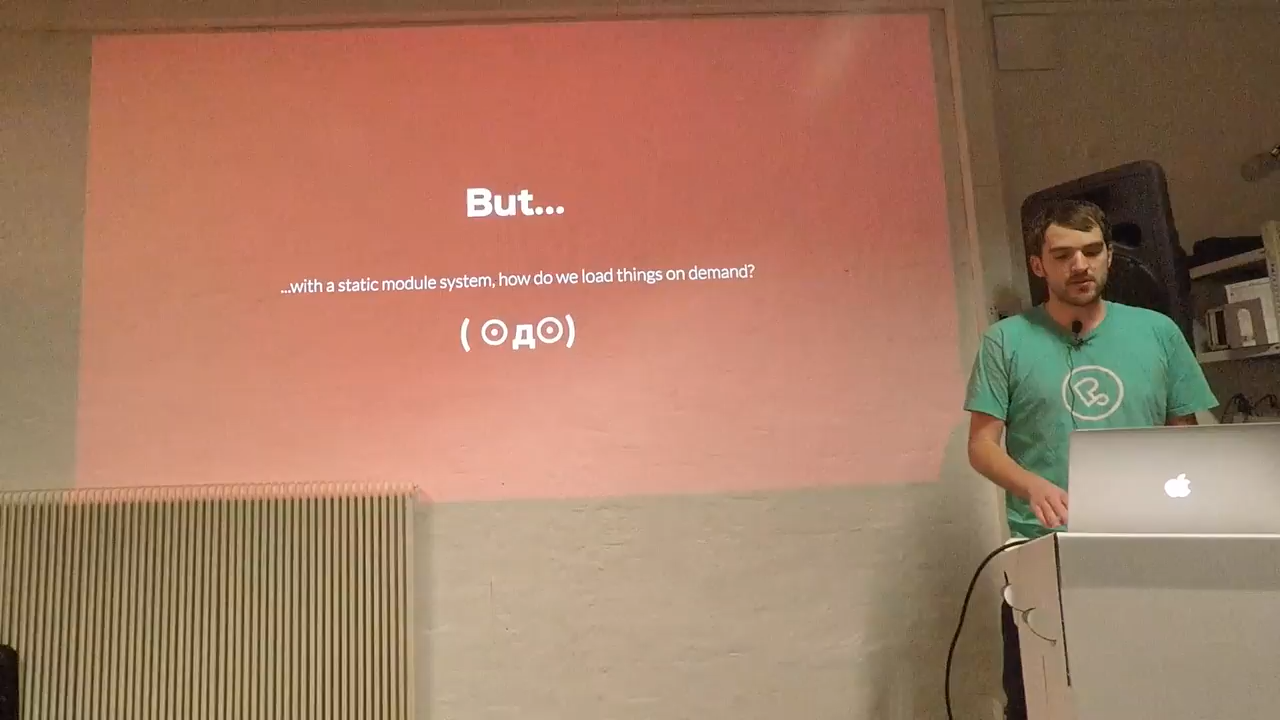 But...
...with a static module system, how do we load things on demand?
( ⊙д⊙)